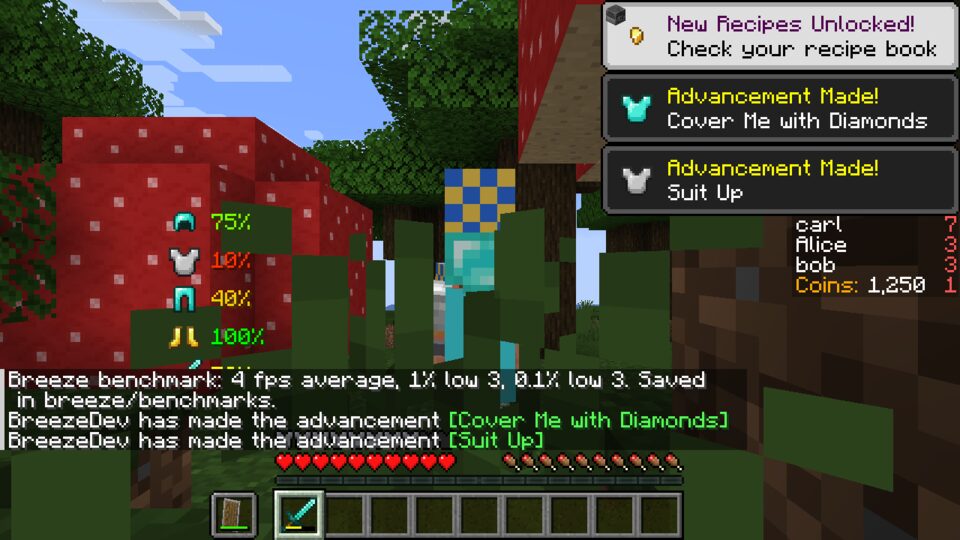 New Recipes Unlocked!
Check your recipe book
Advancement Made!
Cover Me with Diamonds
Advancement Made!
Suit Up
carl 7
Alice 3
bob 3
Coins: 1,250 1
75%
10%
40%
100%
Breeze benchmark: 4 fps average, 1% low 3, 0.1% low 3. Saved
in breeze/benchmarks.
BreezeDev has made the advancement [Cover Me with Diamonds]
BreezeDev has made the advancement [Suit Up]